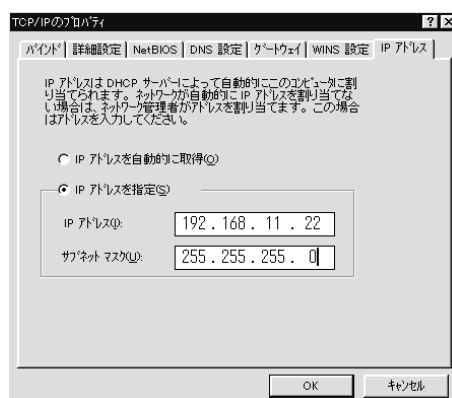 TCP/IPのﾌﾟﾛﾊﾟﾃｨ
ﾊﾞｲﾝﾄﾞ 詳細設定 NetBIOS DNS 設定 ｹﾞｰﾄｳｪｲ WINS 設定 IP ｱﾄﾞﾚｽ
IP ｱﾄﾞﾚｽは DHCP ｻｰﾊﾞｰによって自動的にこのｺﾝﾋﾟｭｰﾀに割
り当てられます。ﾈｯﾄﾜｰｸが自動的に IP ｱﾄﾞﾚｽを割り当てな
い場合は、ﾈｯﾄﾜｰｸ管理者がｱﾄﾞﾚｽを割り当てます。この場合
はｱﾄﾞﾚｽを入力してください。
IP ｱﾄﾞﾚｽを自動的に取得(O)
IP ｱﾄﾞﾚｽを指定(S)
IP ｱﾄﾞﾚｽ(I): 192 . 168 . 11 . 22
ｻﾌﾞﾈｯﾄ ﾏｽｸ(U): 255 . 255 . 255 . 0
OK ｷｬﾝｾﾙ